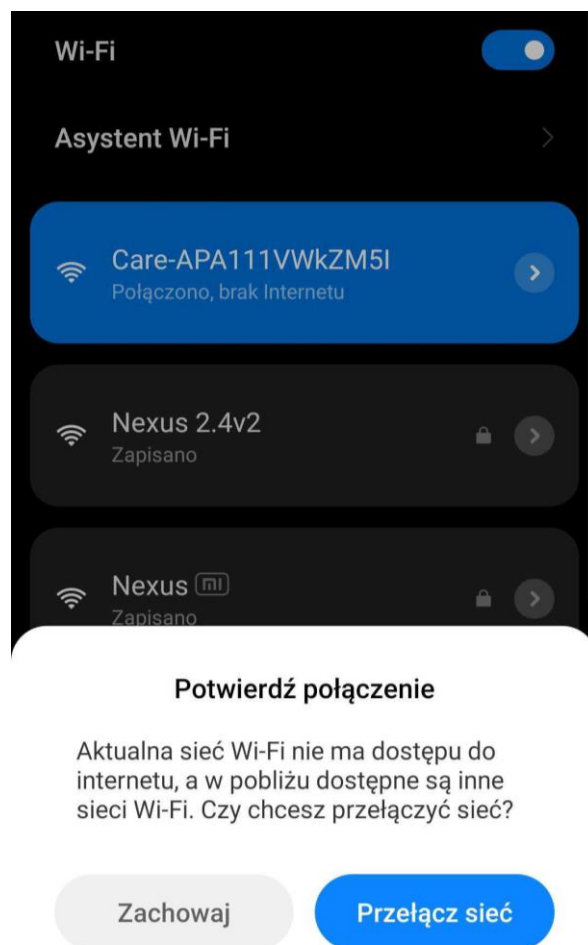 Wi-Fi
Asystent Wi-Fi
Care-APA111VWkZM5I
Połączono, brak Internetu
Nexus 2.4v2
Zapisano
Nexus mi
Zapisano
Potwierdź połączenie
Aktualna sieć Wi-Fi nie ma dostępu do
internetu, a w pobliżu dostępne są inne
sieci Wi-Fi. Czy chcesz przełączyć sieć?
Zachowaj
Przełącz sieć